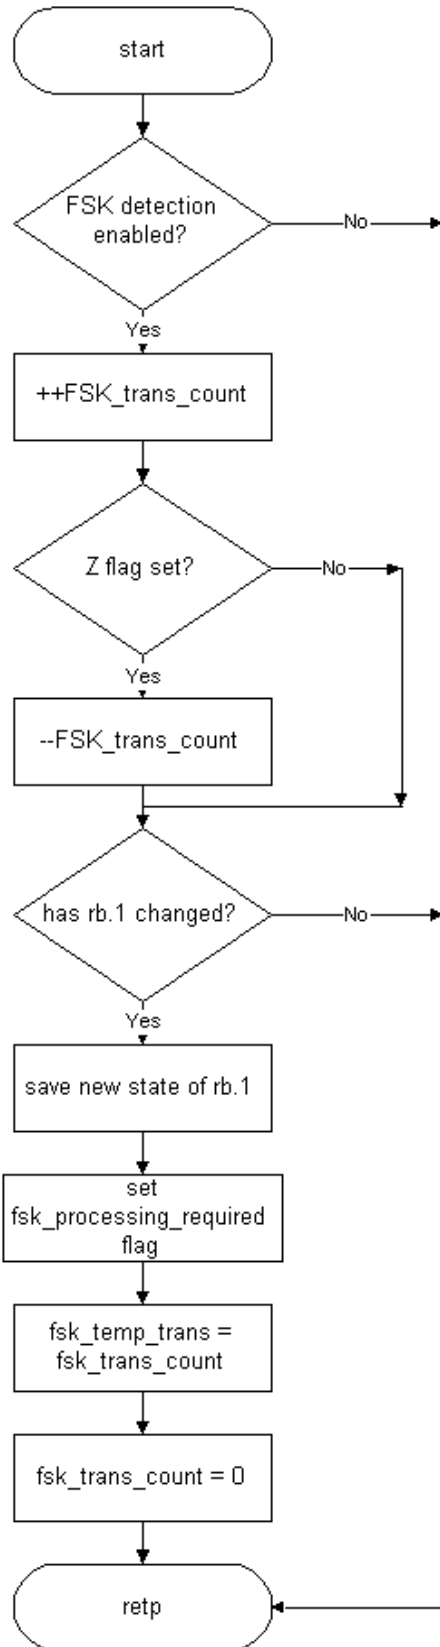 start
FSK detection
enabled?
No
Yes
++FSK_trans_count
Z flag set?
No
Yes
--FSK_trans_count
has rb.1 changed?
No
Yes
save new state of rb.1
set
fsk_processing_required
flag
fsk_temp_trans =
fsk_trans_count
fsk_trans_count = 0
retp